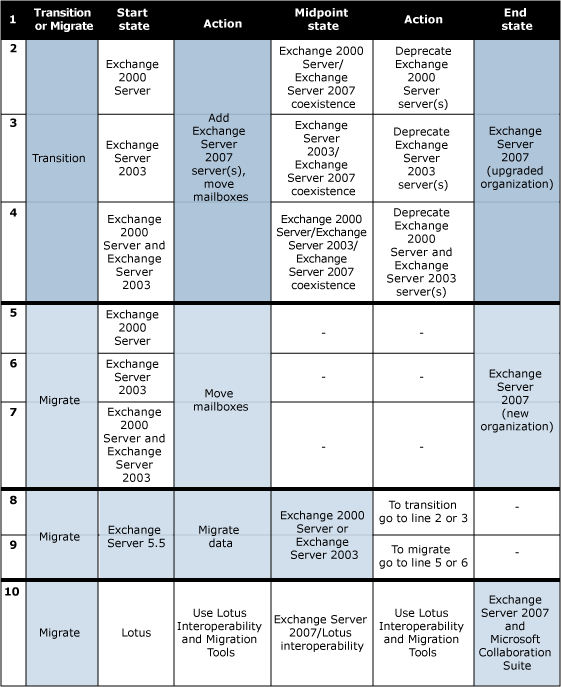 1
Transition
or Migrate
Start
state
Action
Midpoint
state
Action
End
state
2
Exchange
2000
Server
Exchange 2000
Server/
Exchange
Server 2007
coexistence
Deprecate
Exchange
2000
Server
server(s)
3
Transition
Exchange
Server
2003
Add
Exchange
Server
2007
server(s),
move
mailboxes
Exchange
Server
2003/
Exchange
Server 2007
coexistence
Deprecate
Exchange
Server
2003
server(s)
Exchange
Server
2007
(upgraded
organization)
4
Exchange
2000
Server and
Exchange
Server
2003
Exchange 2000
Server/Exchange
Server 2003/
Exchange
Server 2007
coexistence
Deprecate
Exchange
2000
Server and
Exchange
Server 2003
server(s)
5
Exchange
2000
Server
-
-
6
Migrate
Exchange
Server
2003
Move
mailboxes
-
-
Exchange
Server
2007
(new
organization)
7
Exchange
2000
Server and
Exchange
Server
2003
-
-
8
Migrate
Exchange
Server 5.5
Migrate
data
Exchange 2000
Server or
Exchange
Server 2003
To transition
go to line 2 or 3
-
9
To migrate
go to line 5 or 6
-
10
Migrate
Lotus
Use Lotus
Interoperability
and Migration
Tools
Exchange Server
2007/Lotus
interoperability
Use Lotus
Interoperability
and Migration
Tools
Exchange
Server 2007
and
Microsoft
Collaboration
Suite